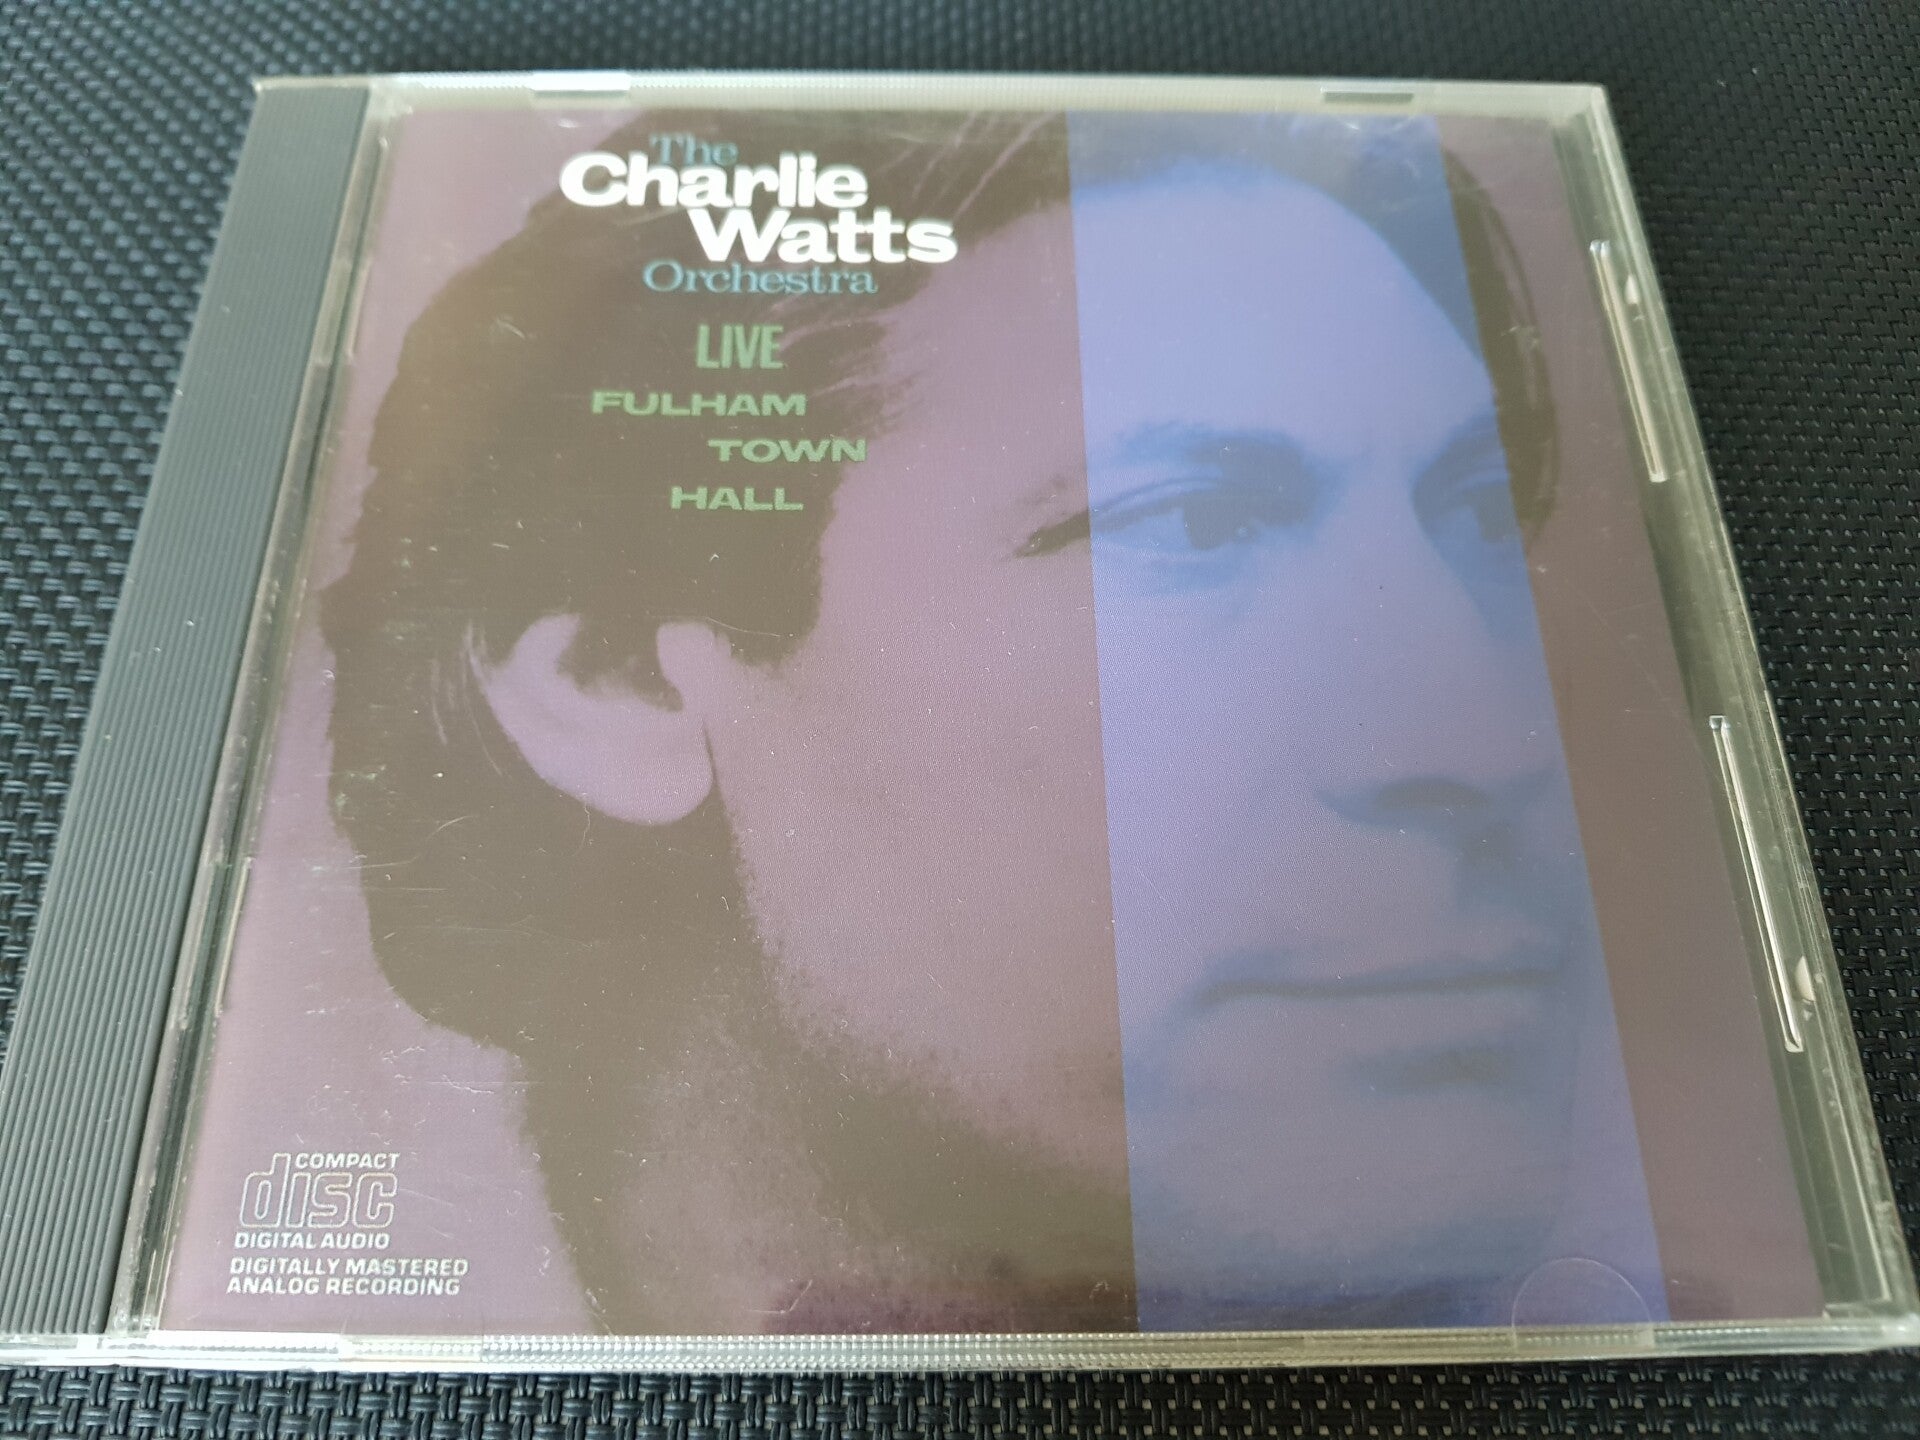 The
Charlie
Watts
Orchestra
LIVE
FULHAM
TOWN
HALL
COMPACT
disc
DIGITAL AUDIO
DIGITALLY MASTERED
ANALOG RECORDING